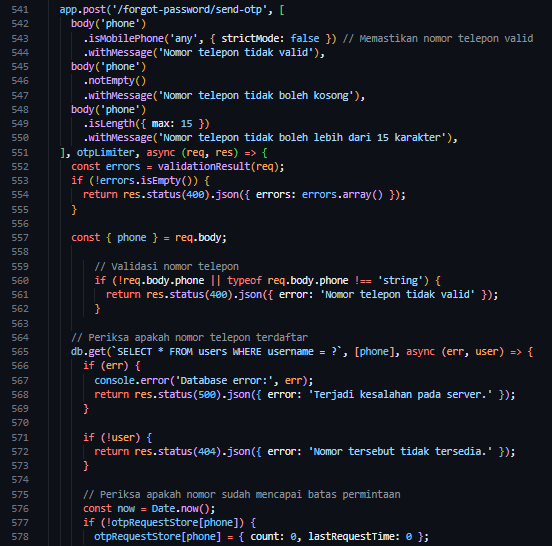 541 app.post('/forgot-password/send-otp', [
542 body('phone')
543 .isMobilePhone('any', { strictMode: false }) // Memastikan nomor telepon valid
544 .withMessage('Nomor telepon tidak valid'),
545 body('phone')
546 .notEmpty()
547 .withMessage('Nomor telepon tidak boleh kosong'),
548 body('phone')
549 .isLength({ max: 15 })
550 .withMessage('Nomor telepon tidak boleh lebih dari 15 karakter'),
551 ], otpLimiter, async (req, res) => {
552 const errors = validationResult(req);
553 if (!errors.isEmpty()) {
554 return res.status(400).json({ errors: errors.array() });
555 }
556
557 const { phone } = req.body;
558
559 // Validasi nomor telepon
560 if (!req.body.phone || typeof req.body.phone !== 'string') {
561 return res.status(400).json({ error: 'Nomor telepon tidak valid' });
562 }
563
564 // Periksa apakah nomor telepon terdaftar
565 db.get(`SELECT * FROM users WHERE username = ?`, [phone], async (err, user) => {
566 if (err) {
567 console.error('Database error:', err);
568 return res.status(500).json({ error: 'Terjadi kesalahan pada server.' });
569 }
570
571 if (!user) {
572 return res.status(404).json({ error: 'Nomor tersebut tidak tersedia.' });
573 }
574
575 // Periksa apakah nomor sudah mencapai batas permintaan
576 const now = Date.now();
577 if (!otpRequestStore[phone]) {
578 otpRequestStore[phone] = { count: 0, lastRequestTime: 0 };